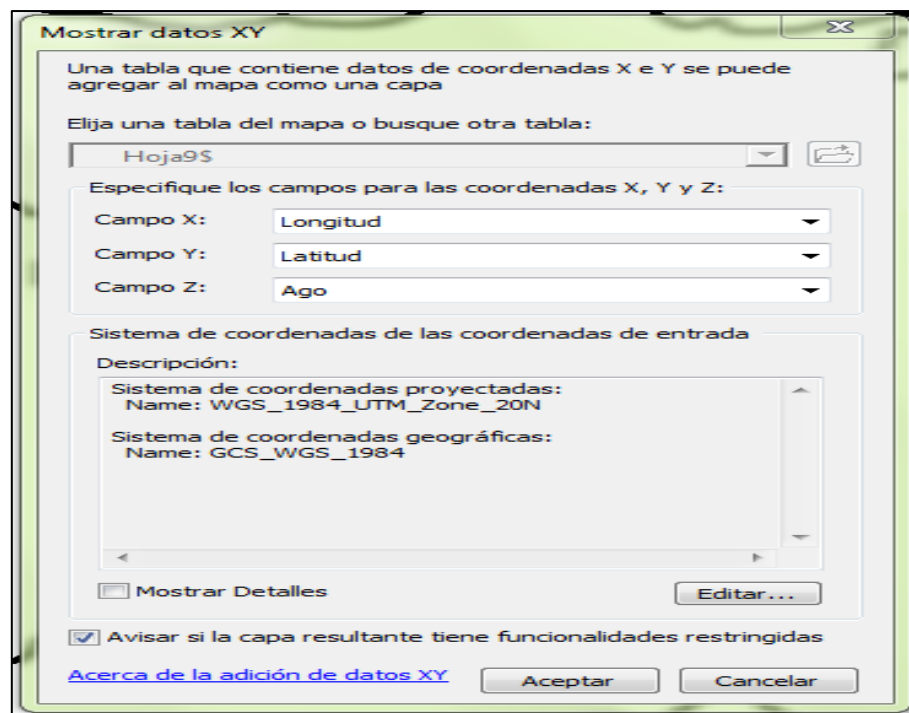 Mostrar datos XY
Una tabla que contiene datos de coordenadas X e Y se puede
agregar al mapa como una capa
Elija una tabla del mapa o busque otra tabla:
Hoja9$
Especifique los campos para las coordenadas X, Y y Z:
Campo X: Longitud
Campo Y: Latitud
Campo Z: Ago
Sistema de coordenadas de las coordenadas de entrada
Descripción:
Sistema de coordenadas proyectadas:
Name: WGS_1984_UTM_Zone_20N
Sistema de coordenadas geográficas:
Name: GCS_WGS_1984
Mostrar Detalles
Editar...
Avisar si la capa resultante tiene funcionalidades restringidas
Acerca de la adición de datos XY
Aceptar
Cancelar